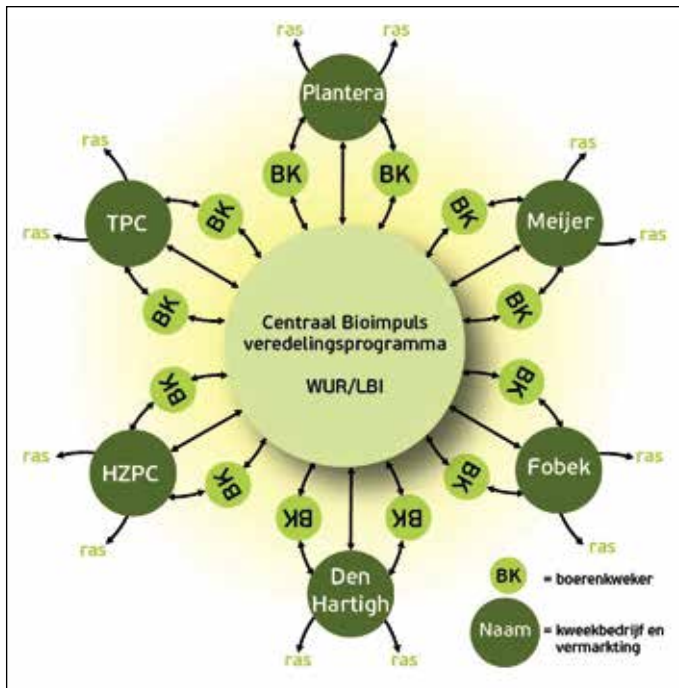 ras
ras
Plantera
BK
BK
ras
TPC
BK
ras
BK
ras
Meijer
BK
ras
BK
Centraal Bioimpuls
veredelingsprogramma
WUR/LBI
BK
HZPC
BK
ras
ras
BK
Fobek
BK
ras
ras
BK
BK
Den
Hartigh
ras
ras
BK = boerenkweker
Naam = kweekbedrijf en
vermarkting